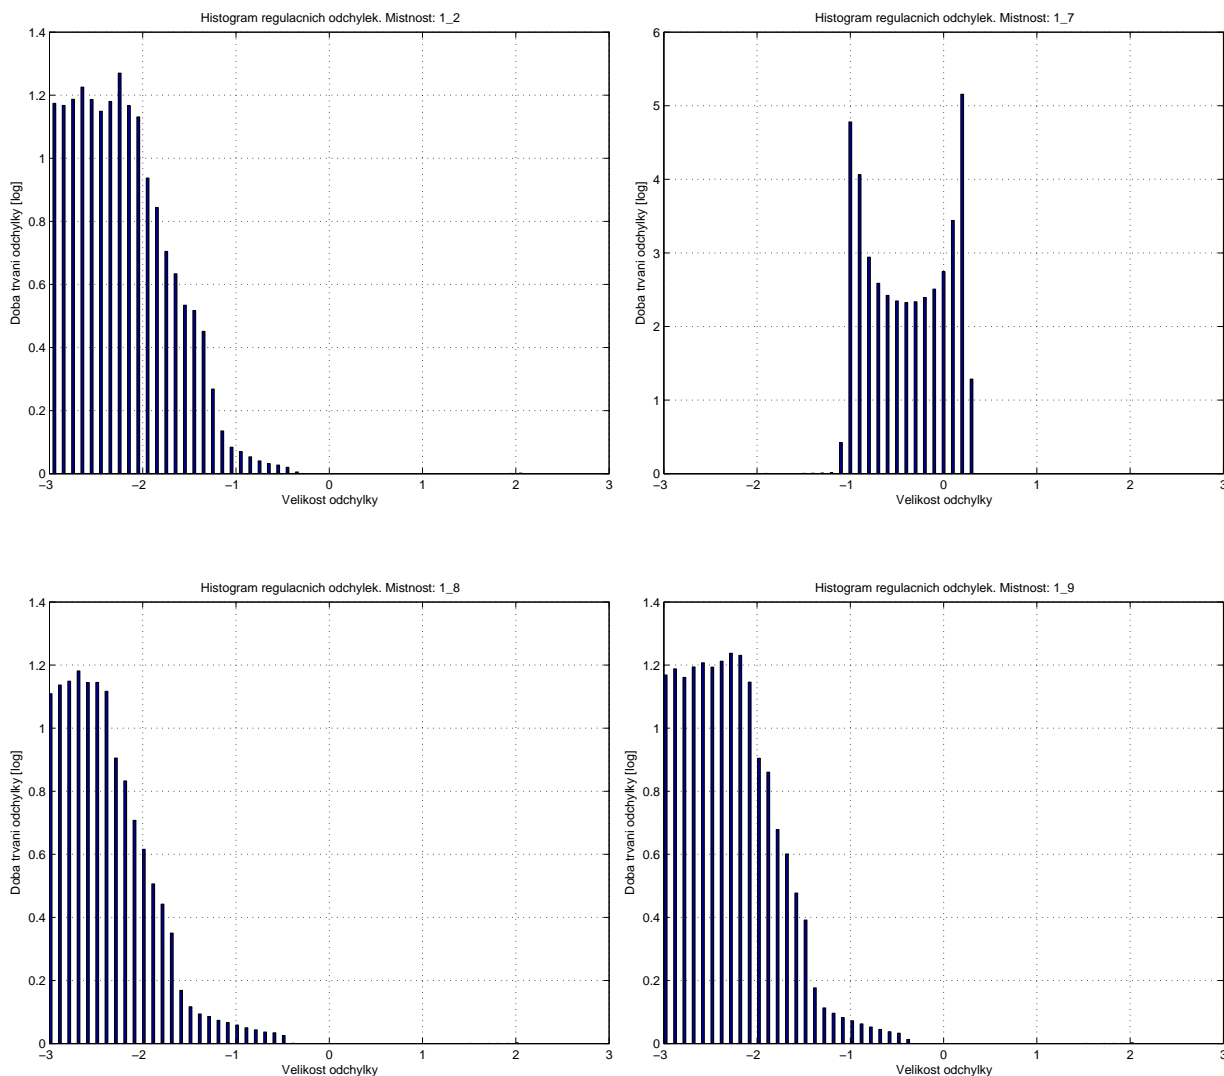 Histogram regulacnich odchylek. Mistnost: 1_2
1.4
1.2
1
0.8
0.6
0.4
0.2
0
Doba trvani odchylky [log]
−3 −2 −1 0 1 2 3
Velikost odchylky
Histogram regulacnich odchylek. Mistnost: 1_7
6
5
4
3
2
1
0
Doba trvani odchylky [log]
−3 −2 −1 0 1 2 3
Velikost odchylky
Histogram regulacnich odchylek. Mistnost: 1_8
1.4
1.2
1
0.8
0.6
0.4
0.2
0
Doba trvani odchylky [log]
−3 −2 −1 0 1 2 3
Velikost odchylky
Histogram regulacnich odchylek. Mistnost: 1_9
1.4
1.2
1
0.8
0.6
0.4
0.2
0
Doba trvani odchylky [log]
−3 −2 −1 0 1 2 3
Velikost odchylky